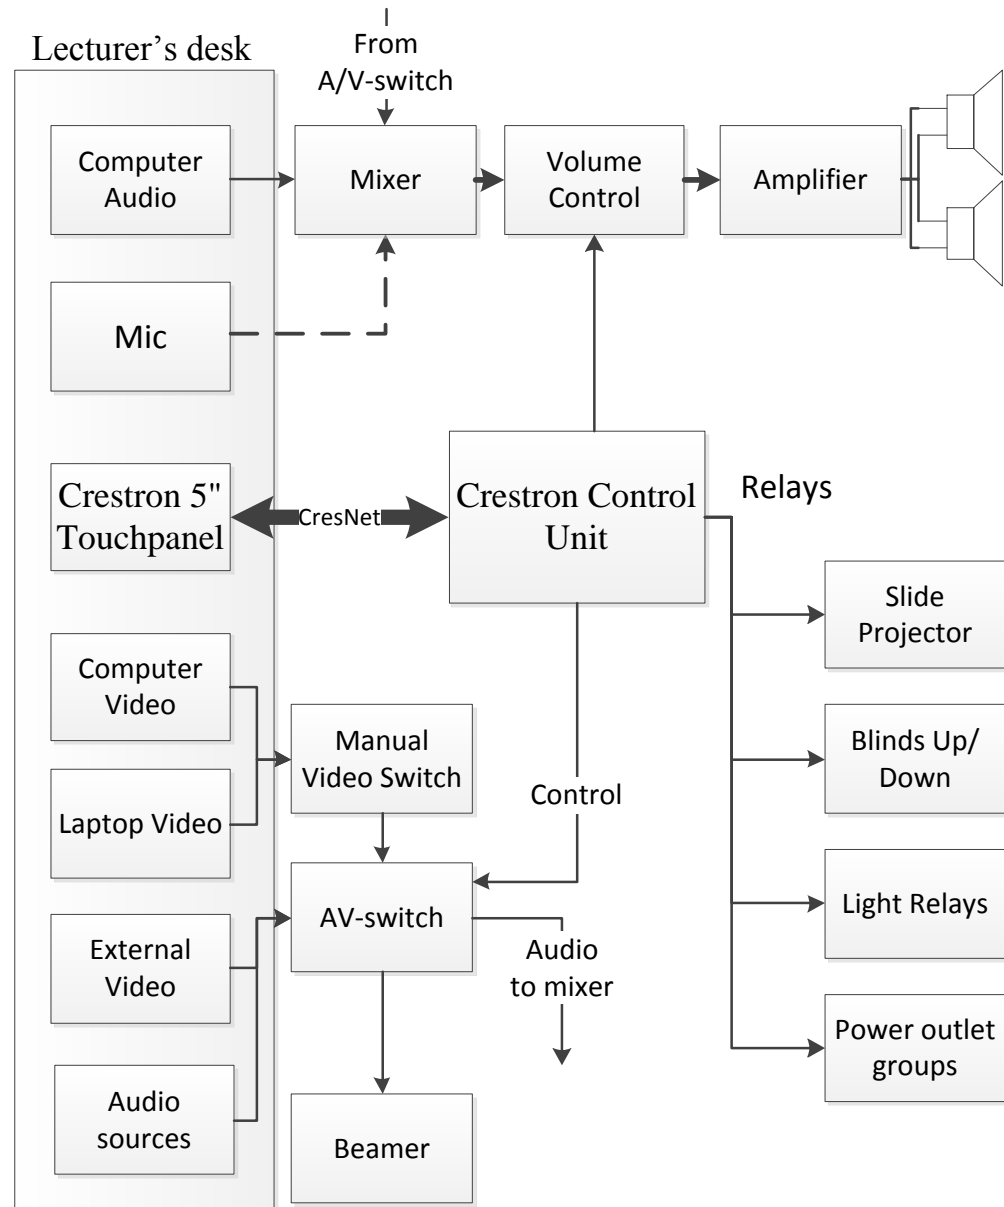 From
A/V-switch
Lecturer’s desk
Computer
Audio
Mixer
Volume
Control
Amplifier
Mic
Crestron 5"
Touchpanel
CresNet
Crestron Control
Unit
Relays
Slide
Projector
Computer
Video
Manual
Video Switch
Blinds Up/
Down
Laptop Video
Control
AV-switch
Light Relays
External
Video
Audio
to mixer
Power outlet
groups
Audio
sources
Beamer